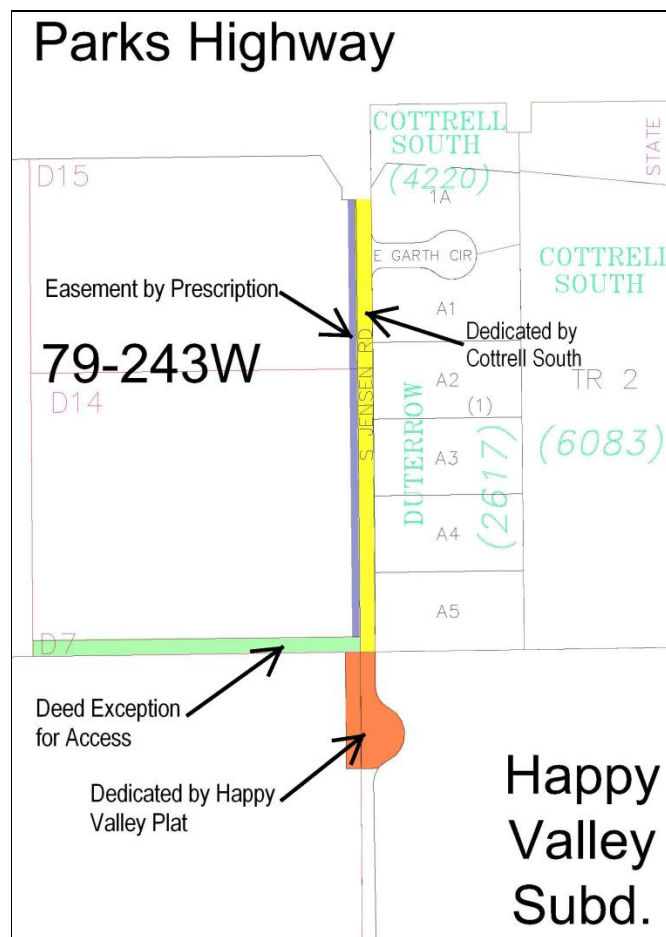 Parks Highway
COTTRELL
SOUTH
(4220)
STATE
D15
1A
E GARTH CIR
COTTRELL
SOUTH
Easement by Prescription
A1
Dedicated by
Cottrell South
79-243W
S JENSEN RD
A2
TR 2
D14
(1)
DUTERROW
(2617)
(6083)
A3
A4
A5
D7
Deed Exception
for Access
Dedicated by Happy
Valley Plat
Happy
Valley
Subd.